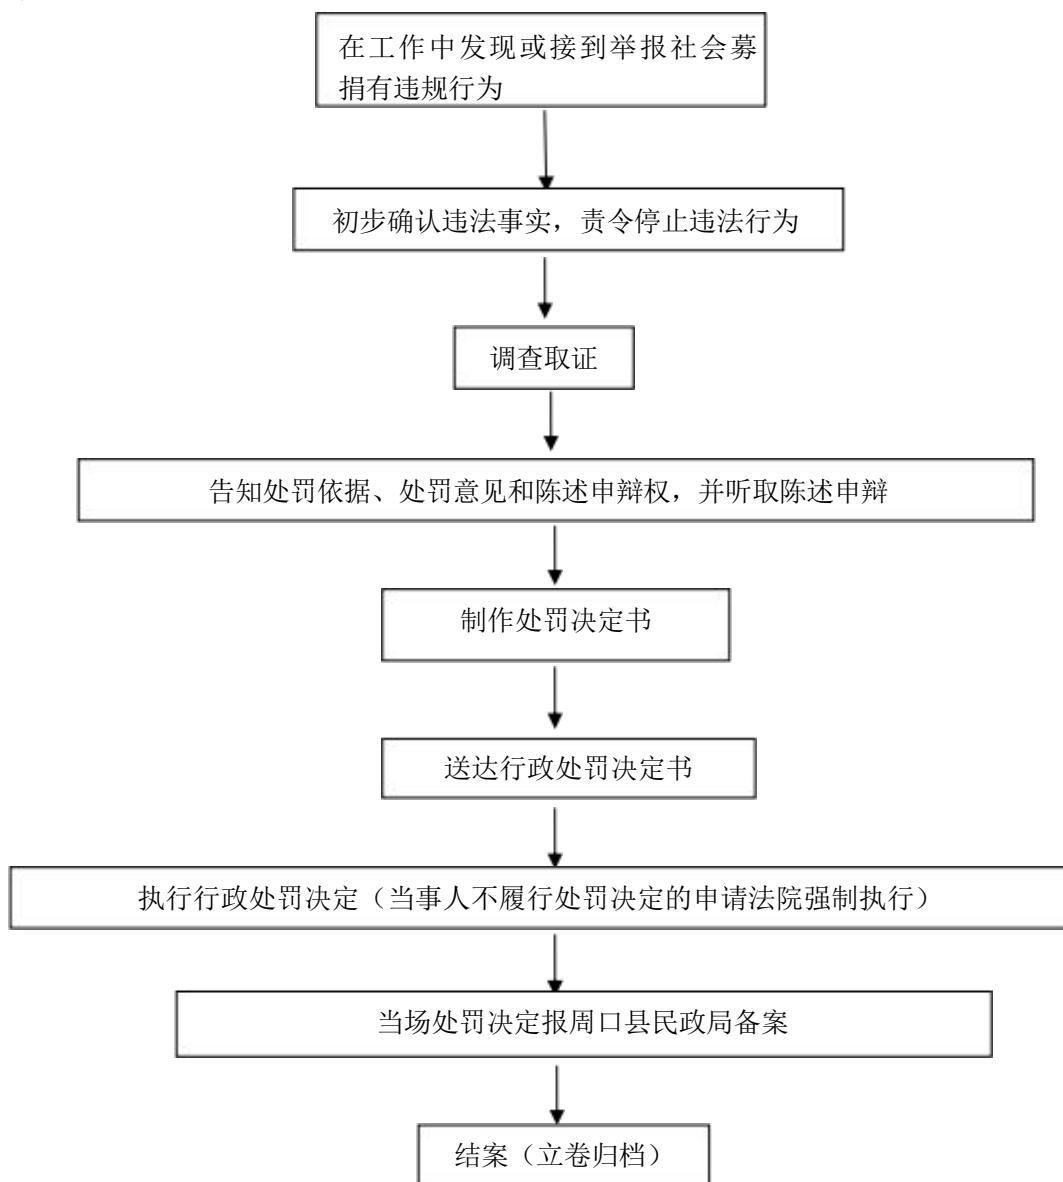 在工作中发现或接到举报社会募
捐有违规行为
初步确认违法事实，责令停止违法行为
调查取证
告知处罚依据、处罚意见和陈述申辩权，并听取陈述申辩
制作处罚决定书
送达行政处罚决定书
执行行政处罚决定（当事人不履行处罚决定的申请法院强制执行）
当场处罚决定报周口县民政局备案
结案（立卷归档）